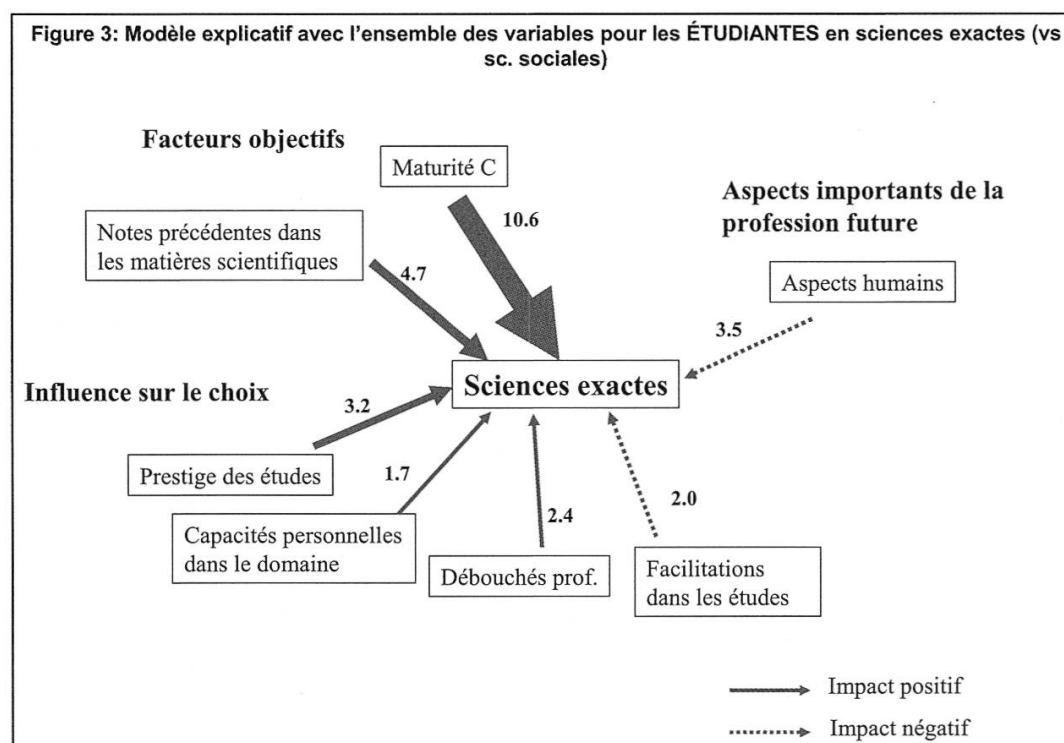 Figure 3: Modèle explicatif avec l'ensemble des variables pour les ÉTUDIANTES en sciences exactes (vs
sc. sociales)
Facteurs objectifs
Maturité C
10.6
Aspects importants de la
profession future
Notes précédentes dans
les matières scientifiques
4.7
Aspects humains
3.5
Influence sur le choix
Sciences exactes
3.2
Prestige des études
1.7
Capacités personnelles
dans le domaine
2.4
Débouchés prof.
2.0
Facilitations
dans les études
Impact positif
Impact négatif